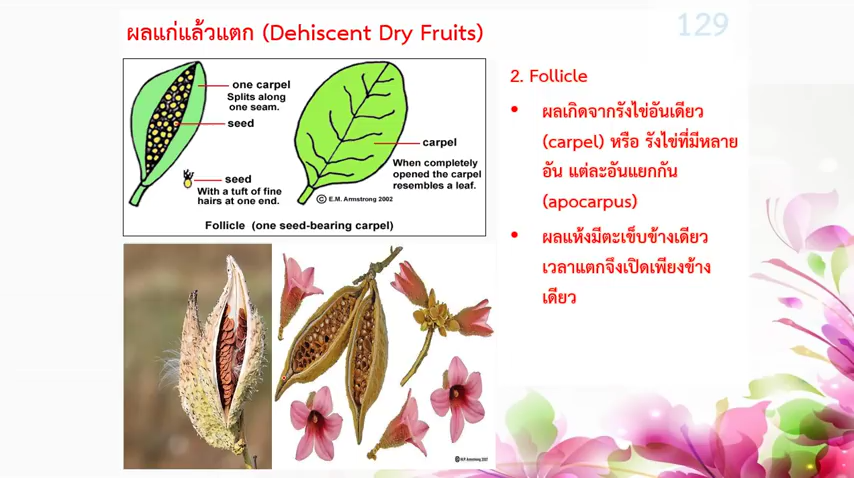 129
ผลแก่แล้วแตก (Dehiscent Dry Fruits)
one carpel
Splits along
one seam.
seed
seed
With a tuft of fine
hairs at one end.
carpel
When completely
opened the carpel
resembles a leaf.
© E.M. Armstrong 2002
Follicle (one seed-bearing carpel)
2. Follicle
• ผลเกิดจากรังไข่อันเดียว
(carpel) หรือ รังไข่ที่มีหลาย
อัน แต่ละอันแยกกัน
(apocarpus)
• ผลแห้งมีตะเข็บข้างเดียว
เวลาแตกจึงเปิดเพียงข้าง
เดียว
© W.P. Armstrong 2007